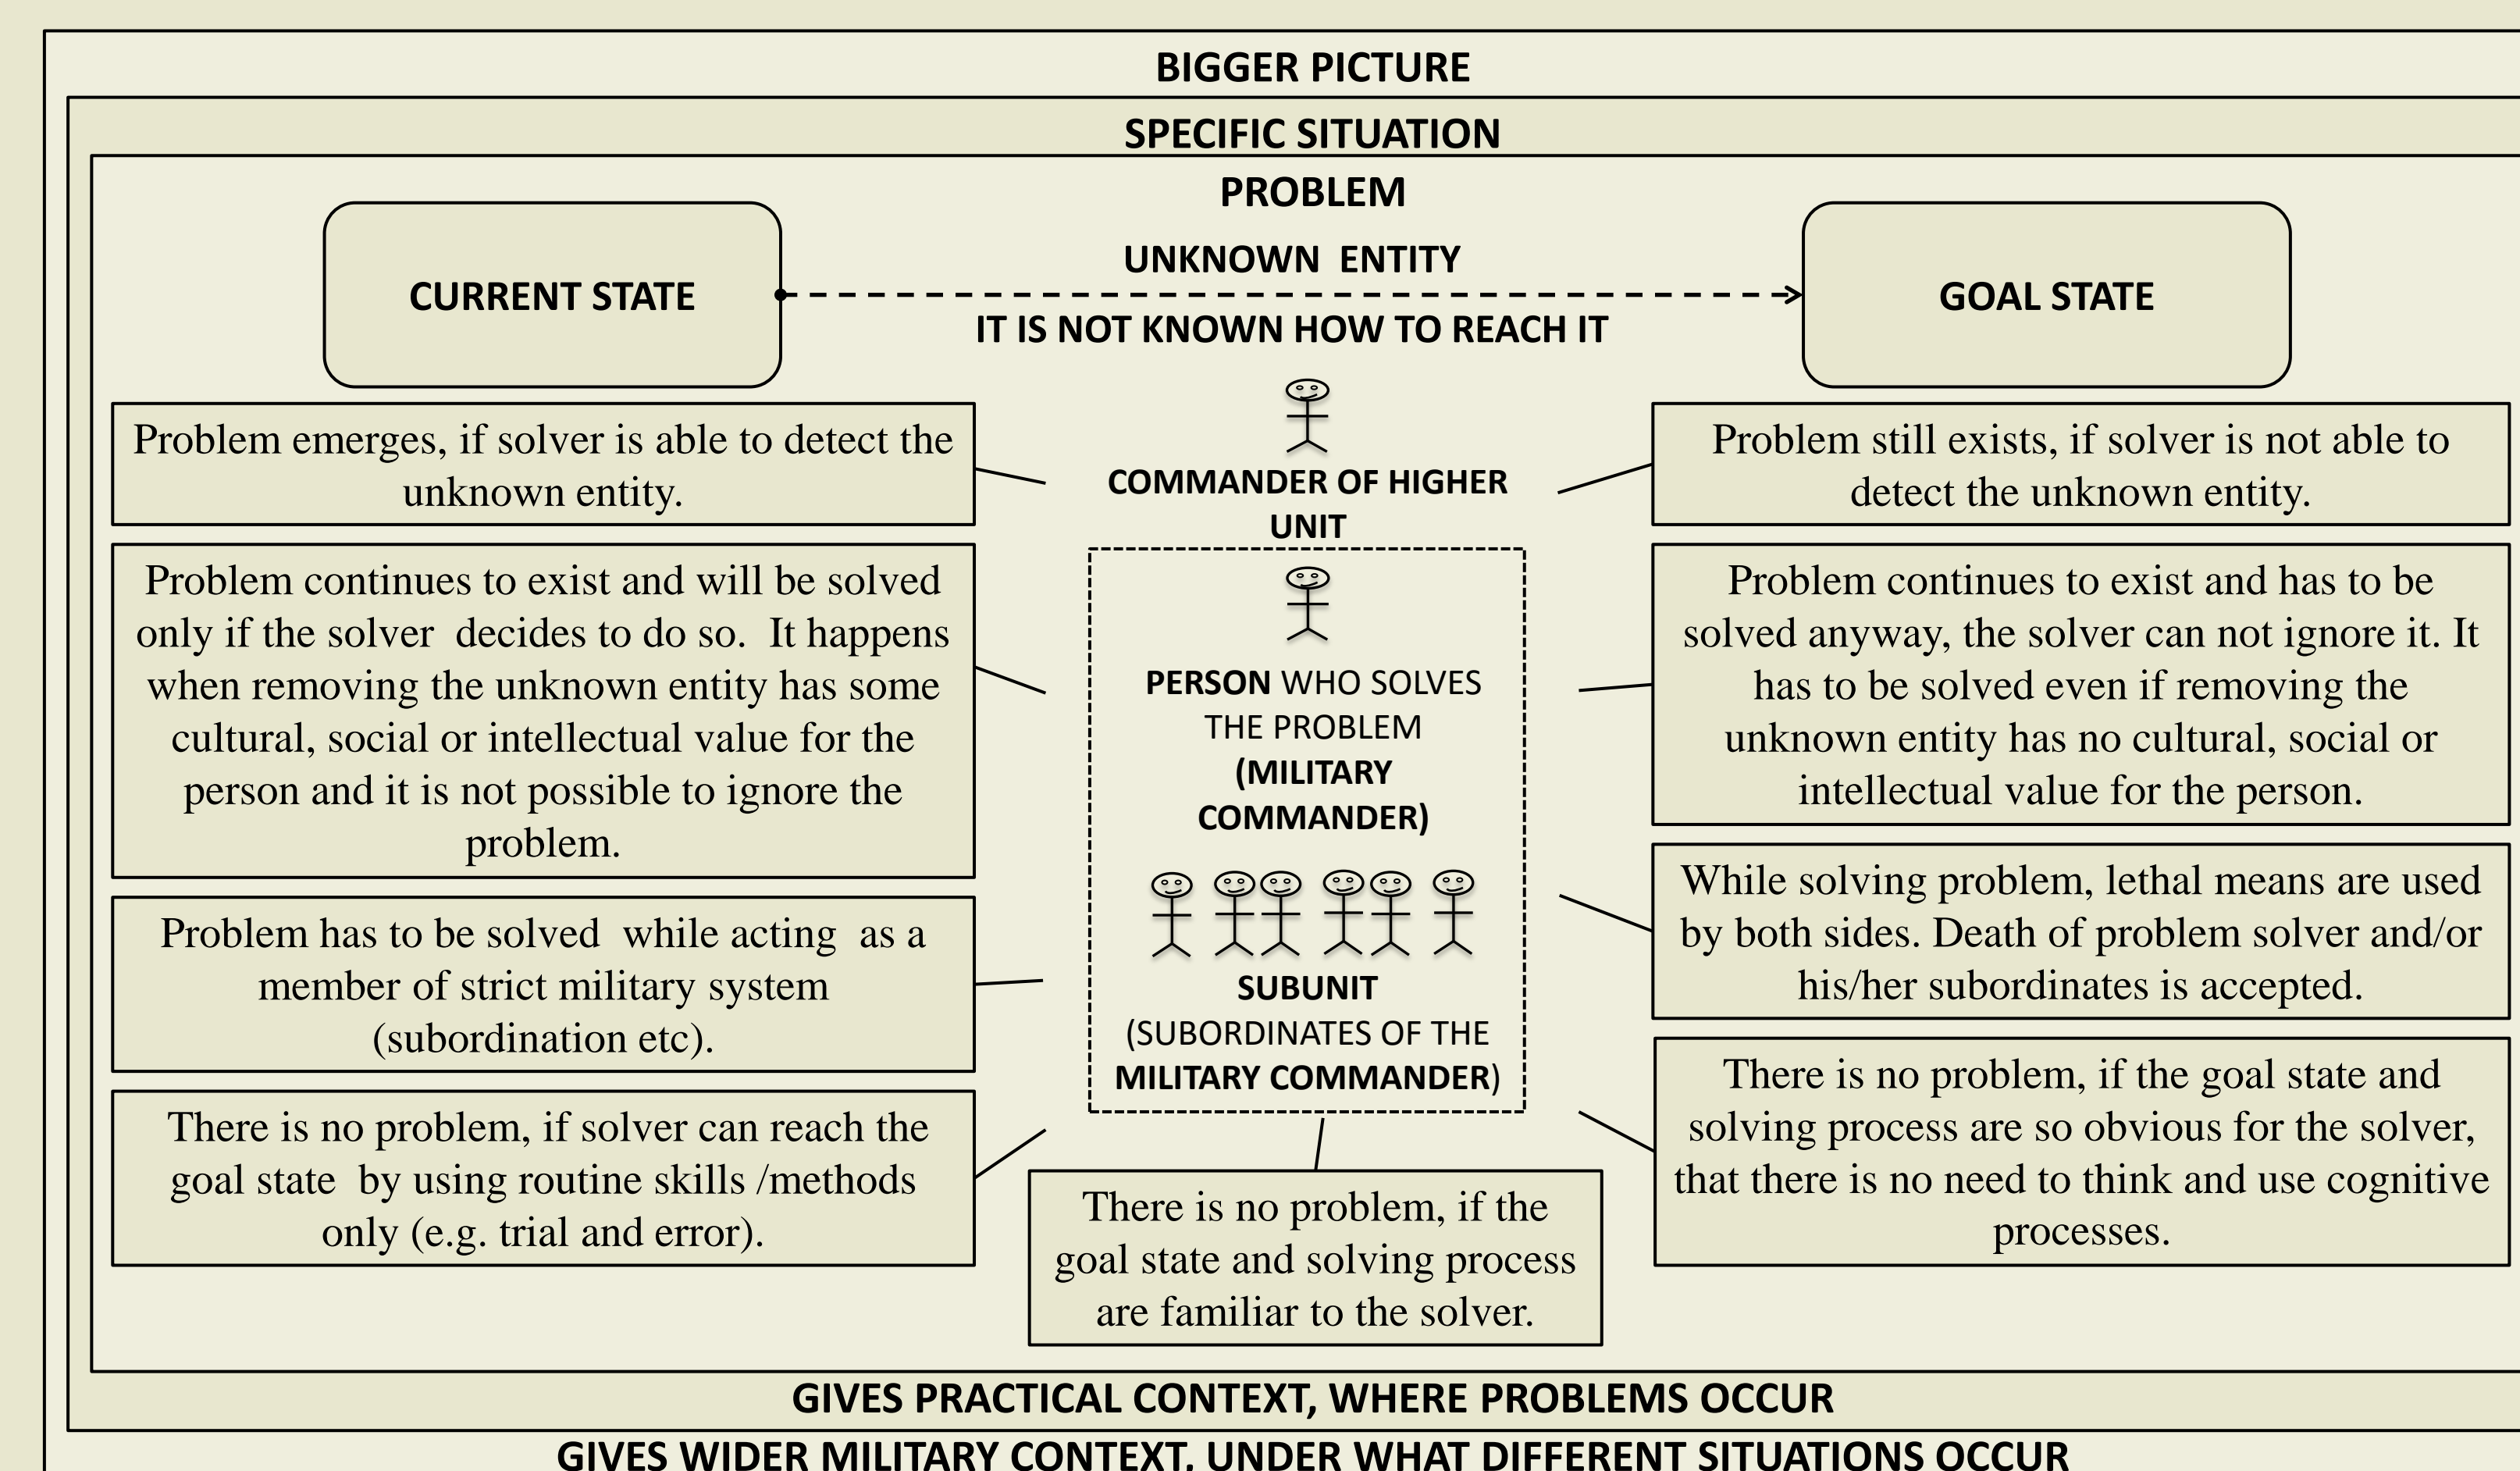 BIGGER PICTURE
SPECIFIC SITUATION
PROBLEM
UNKNOWN  ENTITY
CURRENT STATE
GOAL STATE
IT IS NOT KNOWN HOW TO REACH IT
Problem emerges, if solver is able to detect the
unknown entity.
Problem continues to exist and will be solved
only if the solver  decides to do so.  It happens
when removing the unknown entity has some
cultural, social or intellectual value for the
person and it is not possible to ignore the
problem.
Problem has to be solved  while acting  as a
member of strict military system
(subordination etc).
There is no problem, if solver can reach the
goal state  by using routine skills /methods
only (e.g. trial and error).
COMMANDER OF HIGHER
UNIT
PERSON WHO SOLVES
THE PROBLEM
(MILITARY
COMMANDER)
SUBUNIT
(SUBORDINATES OF THE
MILITARY COMMANDER)
There is no problem, if the
goal state and solving process
are familiar to the solver.
Problem still exists, if solver is not able to
detect the unknown entity.
Problem continues to exist and has to be
solved anyway, the solver can not ignore it. It
has to be solved even if removing the
unknown entity has no cultural, social or
intellectual value for the person.
While solving problem, lethal means are used
by both sides. Death of problem solver and/or
his/her subordinates is accepted.
There is no problem, if the goal state and
solving process are so obvious for the solver,
that there is no need to think and use cognitive
processes.
GIVES PRACTICAL CONTEXT, WHERE PROBLEMS OCCUR
GIVES WIDER MILITARY CONTEXT, UNDER WHAT DIFFERENT SITUATIONS OCCUR